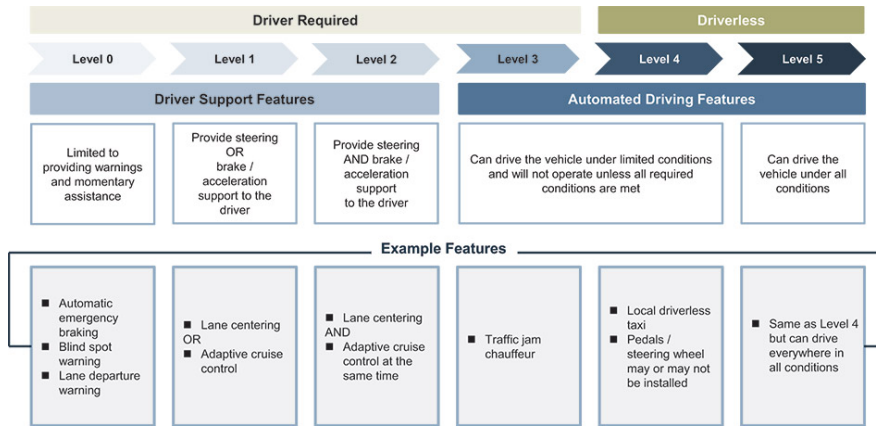 Driver Required
Driverless
Level 0
Level 1
Level 2
Level 3
Level 4
Level 5
Driver Support Features
Automated Driving Features
Limited to
providing warnings
and momentary
assistance
Provide steering
OR
brake /
acceleration
support to the
driver
Provide steering
AND brake /
acceleration
support
to the driver
Can drive the vehicle under limited conditions
and will not operate unless all required
conditions are met
Can drive the
vehicle under all
conditions
Example Features
■ Automatic
emergency
braking
■ Blind spot
warning
■ Lane departure
warning
■ Lane centering
OR
■ Adaptive cruise
control
■ Lane centering
AND
■ Adaptive cruise
control at the
same time
■ Traffic jam
chauffeur
■ Local driverless
taxi
■ Pedals /
steering wheel
may or may not
be installed
■ Same as Level 4
but can drive
everywhere in
all conditions